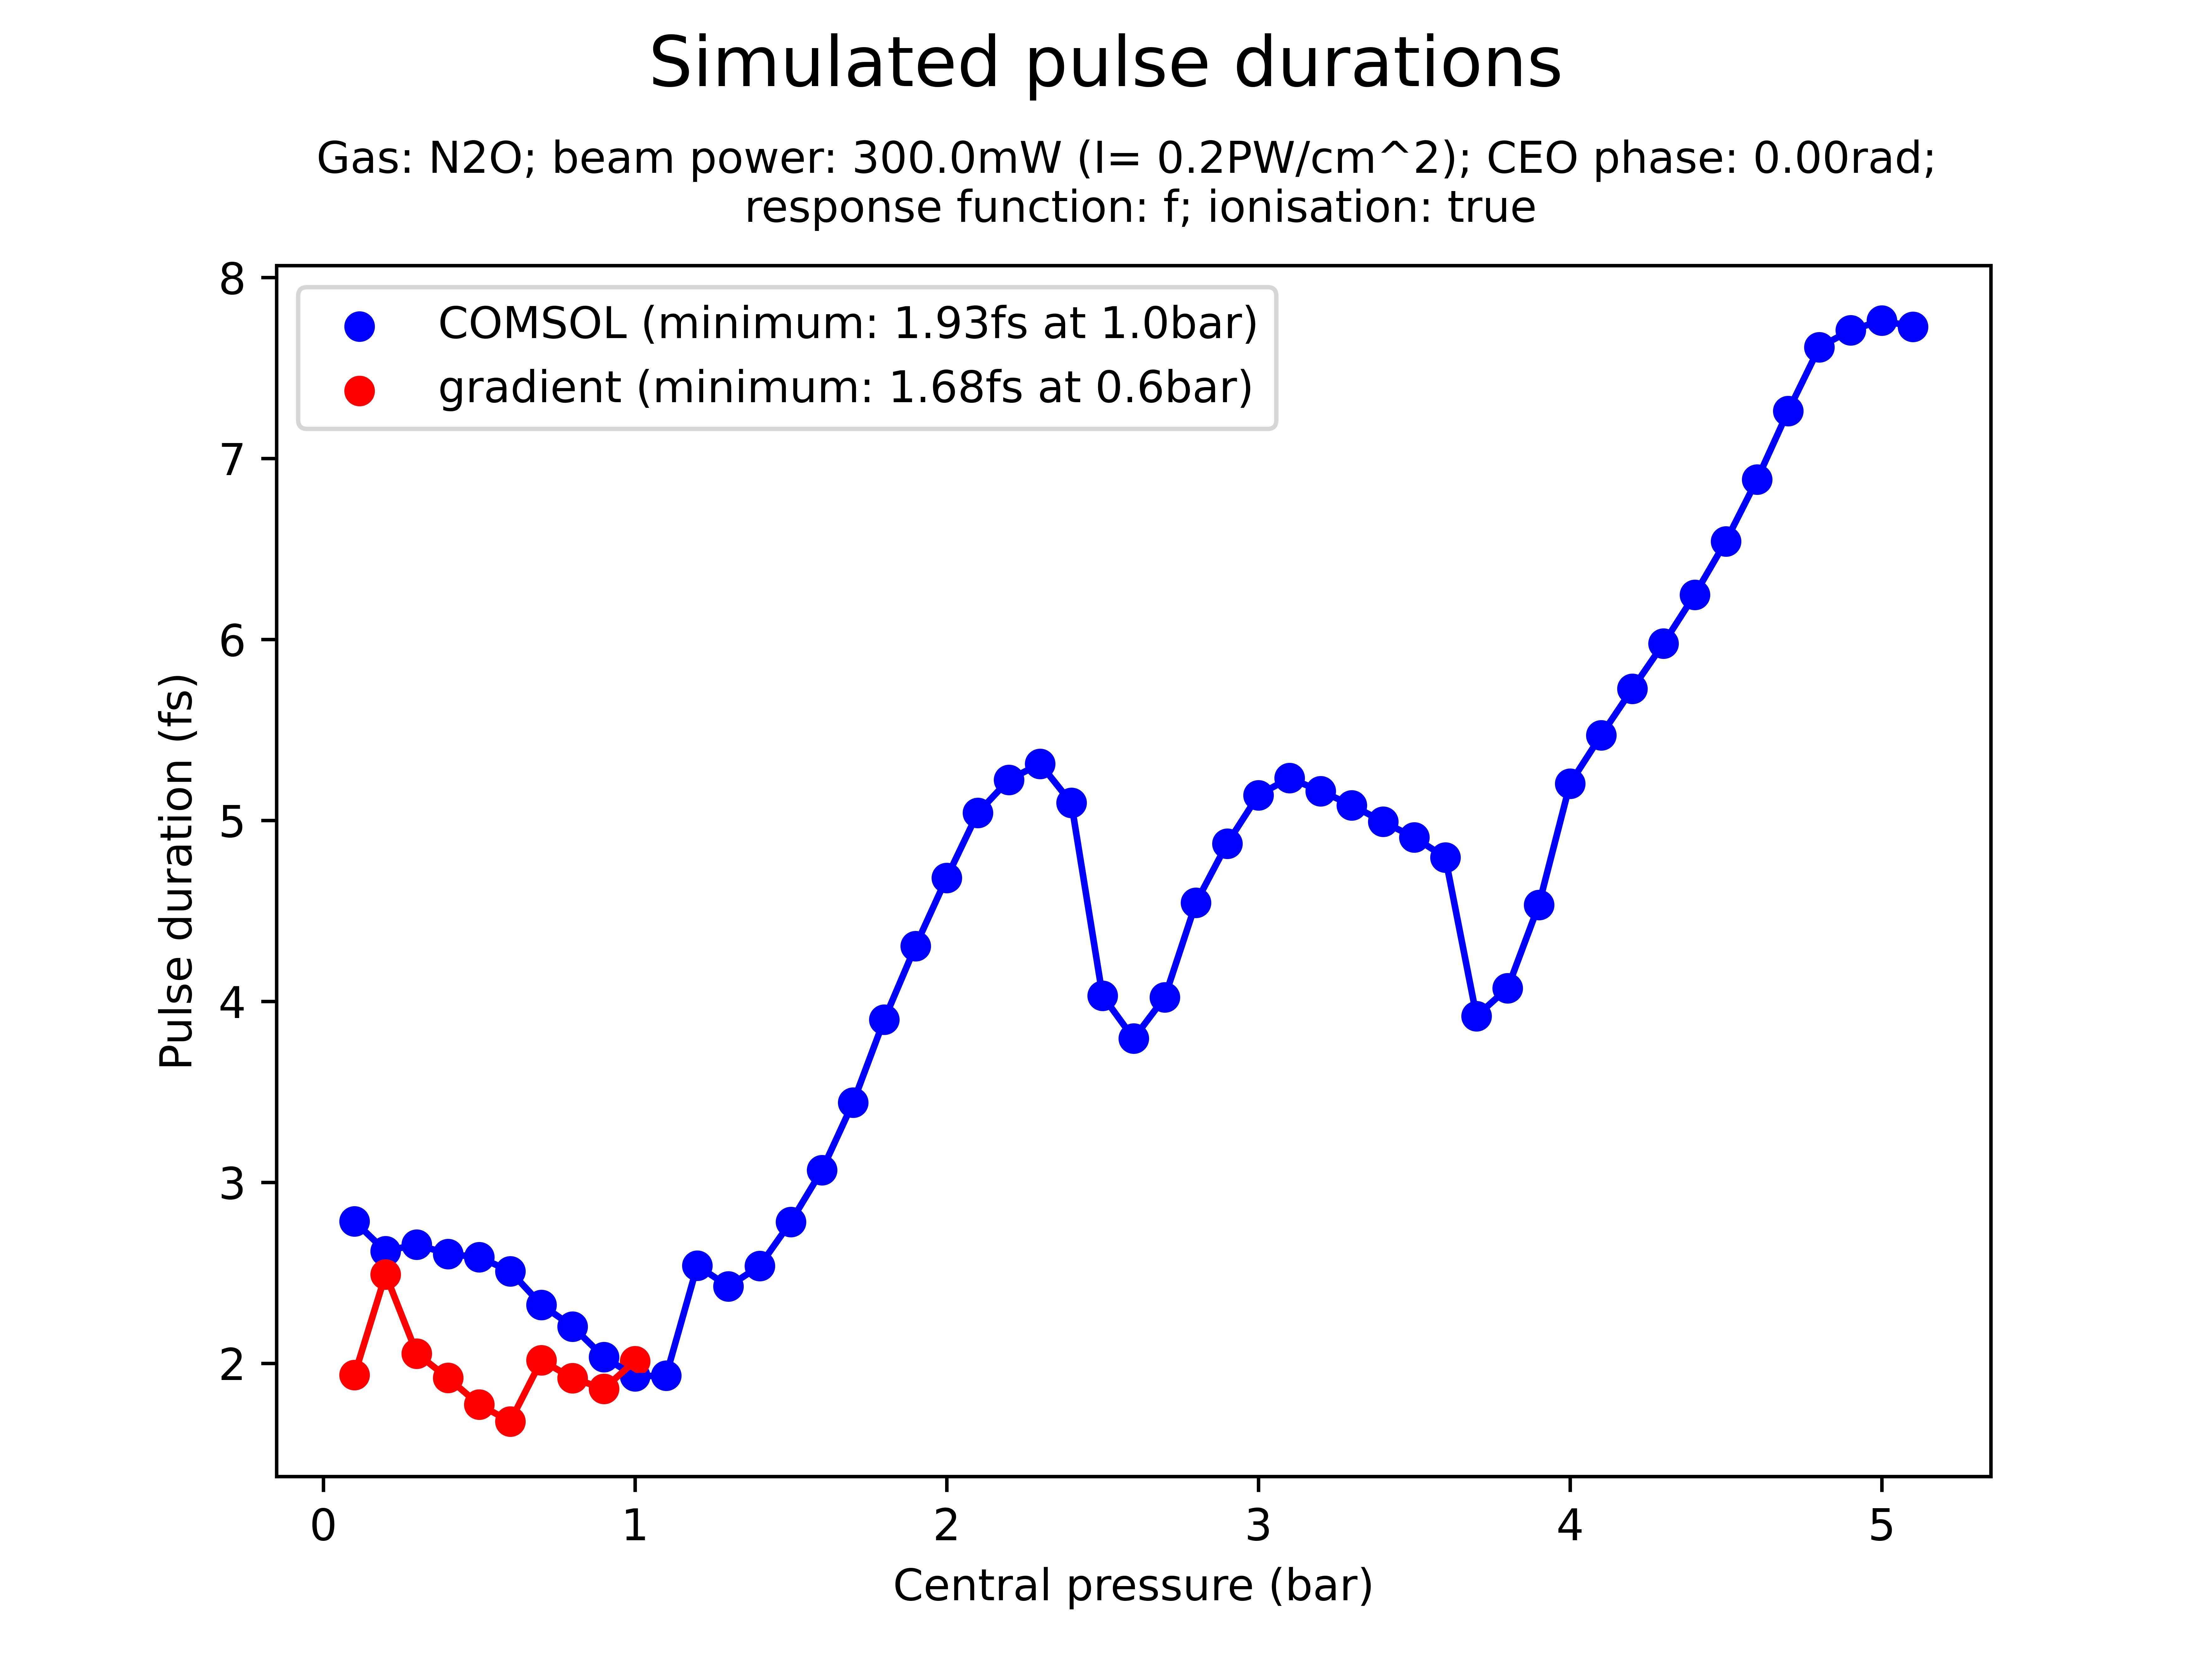 Simulated pulse durations
Gas: N2O; beam power: 300.0mW (I= 0.2PW/cm^2); CEO phase: 0.00rad;
response function: f; ionisation: true
COMSOL (minimum: 1.93fs at 1.0bar)
gradient (minimum: 1.68fs at 0.6bar)
8
7
6
5
4
3
2
Pulse duration (fs)
0 1 2 3 4 5
Central pressure (bar)